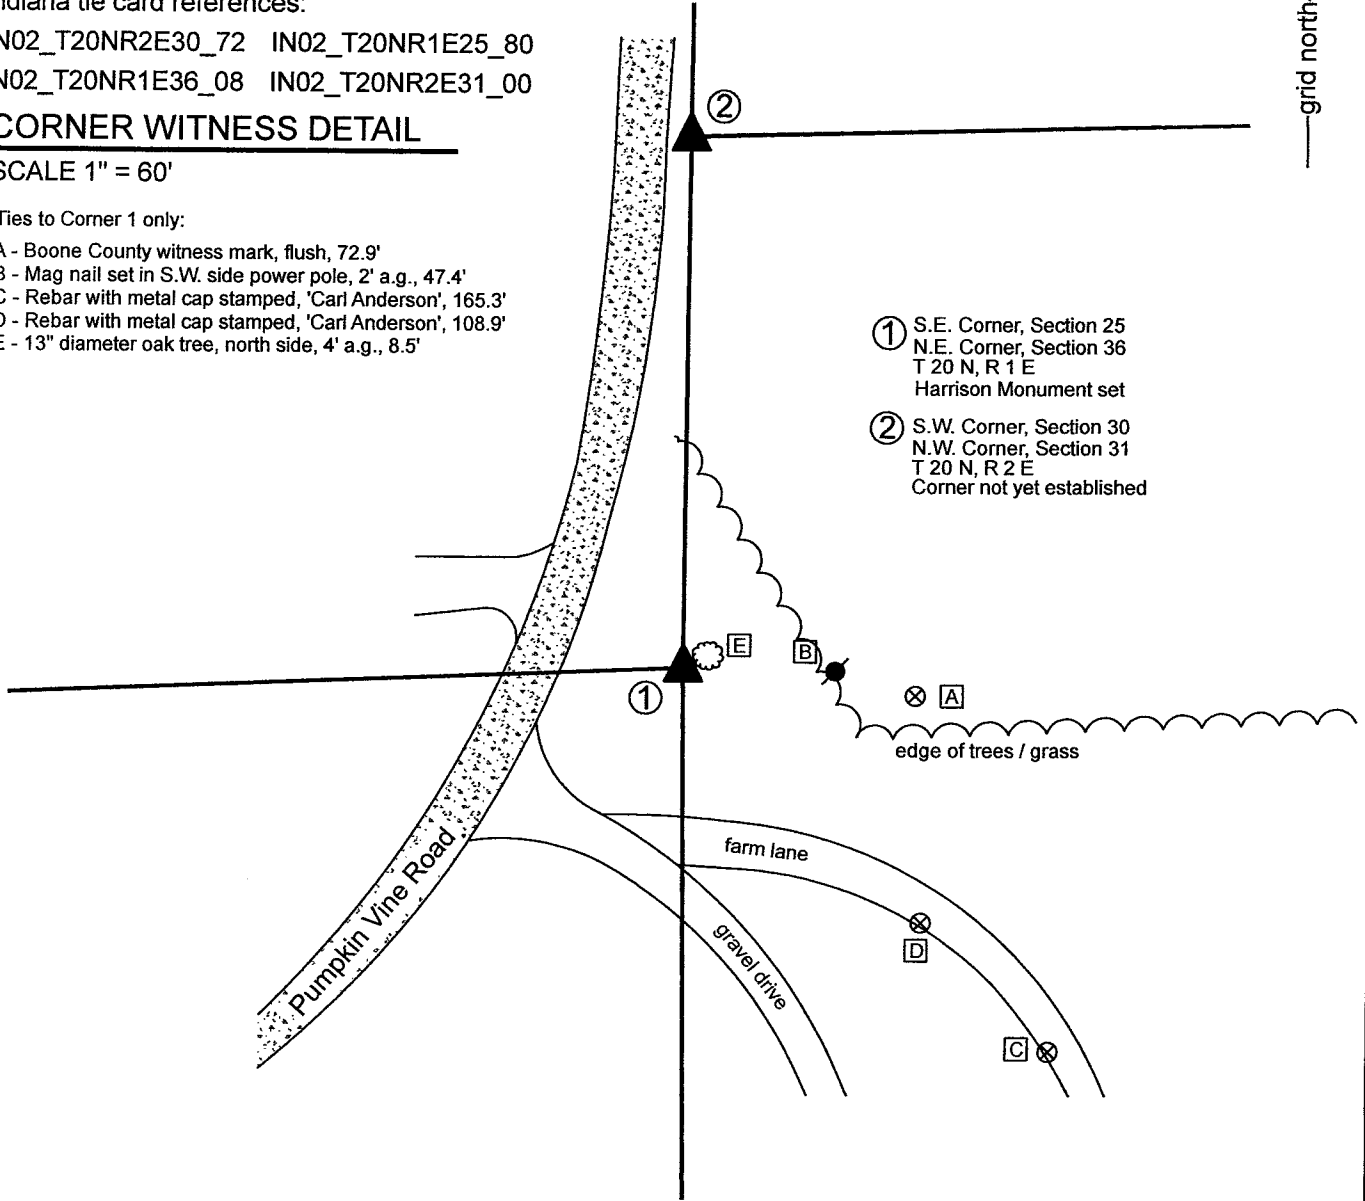 ndiana tie card references:
N02_T20NR2E30_72 IN02_T20NR1E25_80
N02_T20NR1E36_08 IN02_T20NR2E31_00
CORNER WITNESS DETAIL
SCALE 1" = 60'
Ties to Corner 1 only:
A - Boone County witness mark, flush, 72.9'
B - Mag nail set in S.W. side power pole, 2' a.g., 47.4'
C - Rebar with metal cap stamped, 'Carl Anderson', 165.3'
D - Rebar with metal cap stamped, 'Carl Anderson', 108.9'
E - 13" diameter oak tree, north side, 4' a.g., 8.5'
grid north
2
1 S.E. Corner, Section 25
N.E. Corner, Section 36
T 20 N, R 1 E
Harrison Monument set
2 S.W. Corner, Section 30
N.W. Corner, Section 31
T 20 N, R 2 E
Corner not yet established
E
B
1
A
edge of trees / grass
farm lane
Pumpkin Vine Road
gravel drive
D
C